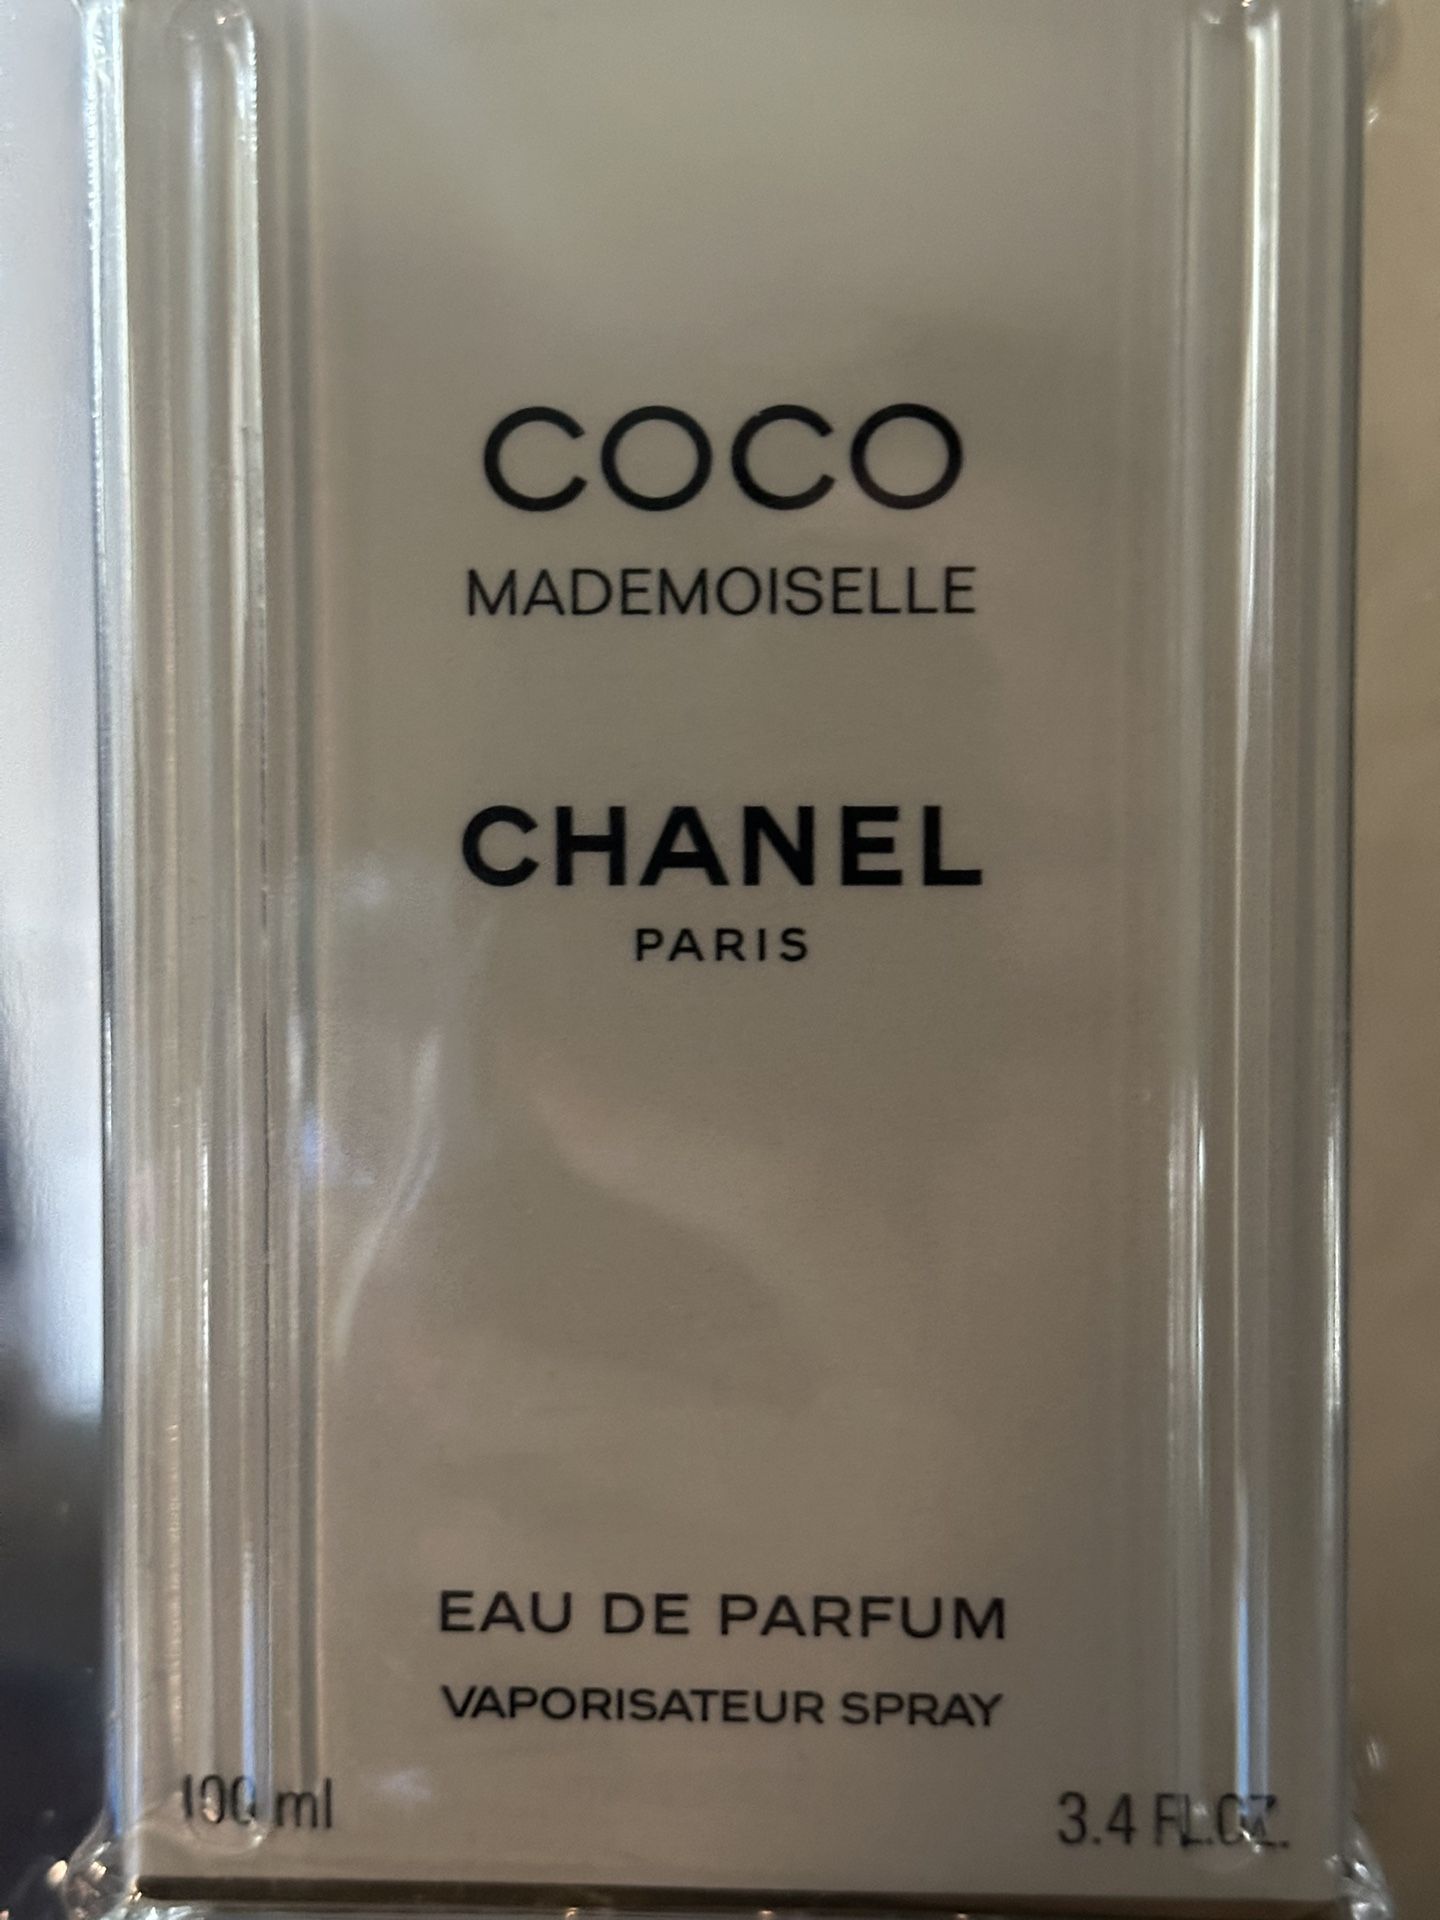 COCO
MADEMOISELLE
CHANEL
PARIS
EAU DE PARFUM
VAPORISATEUR SPRAY
100 ml 3.4 FL.OZ.